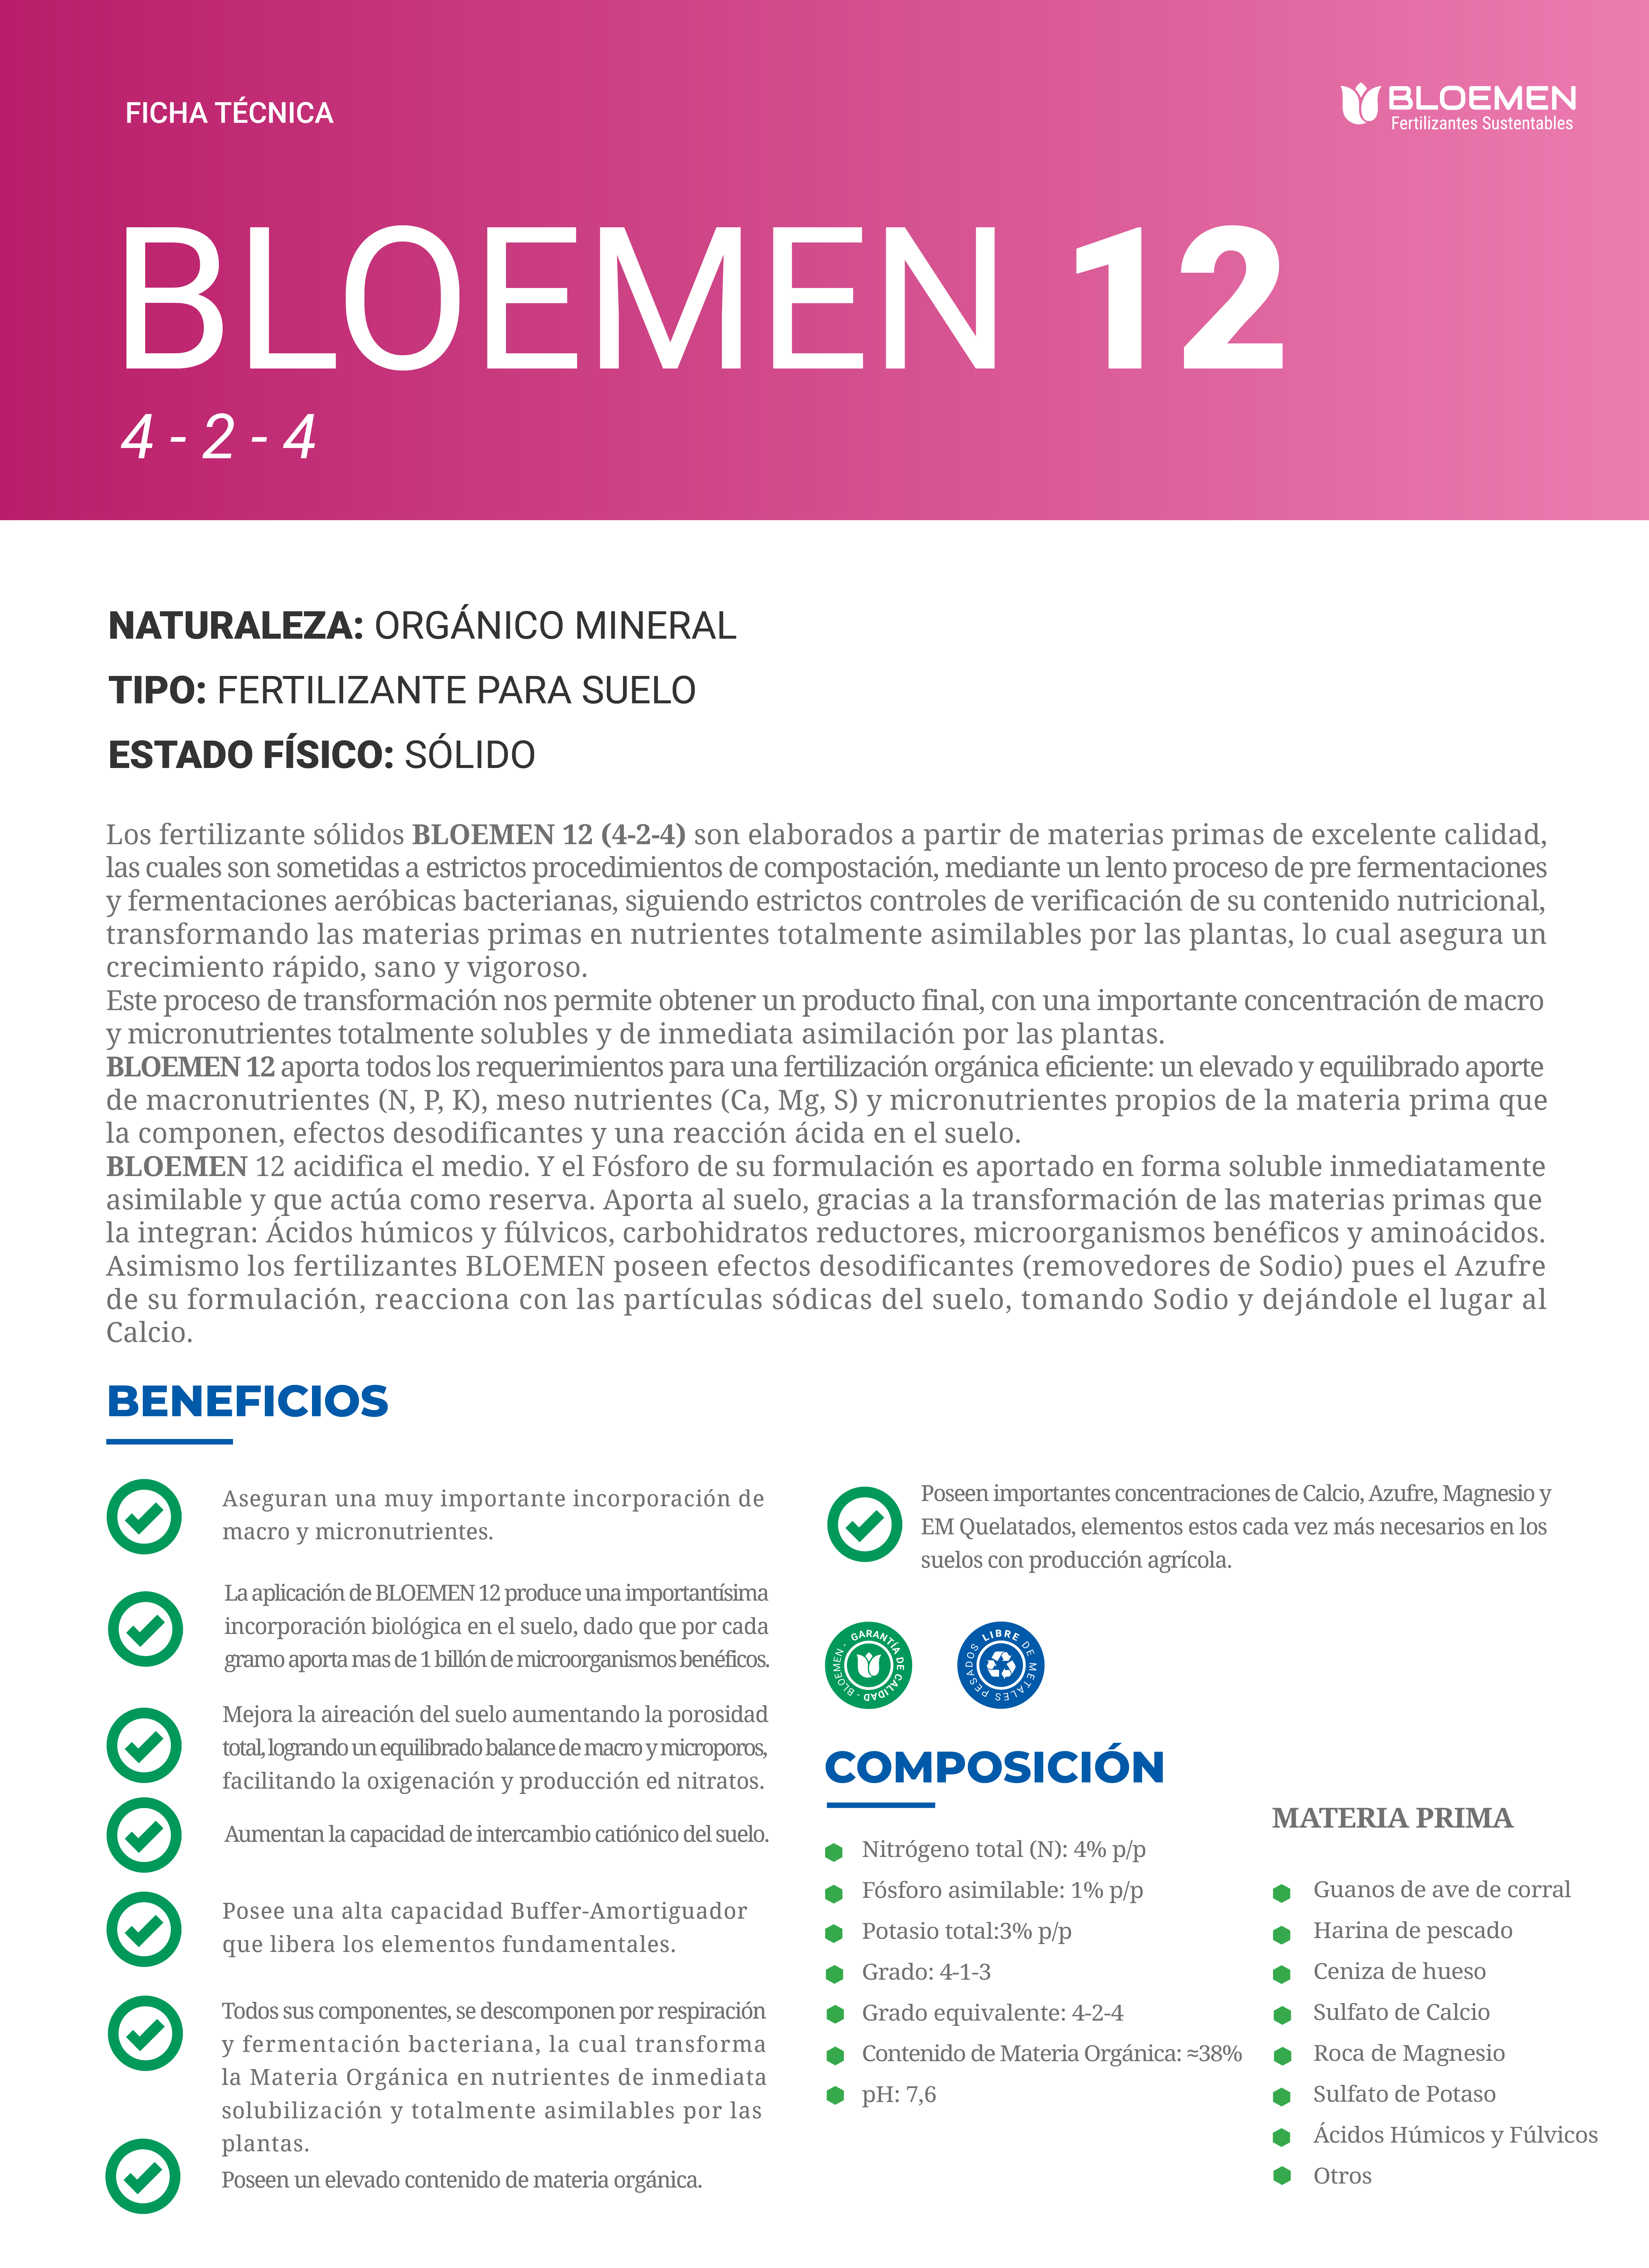 FICHA TÉCNICA
BLOEMEN
Fertilizantes Sustentables
BLOEMEN 12
4 - 2 - 4
NATURALEZA: ORGÁNICO MINERAL
TIPO: FERTILIZANTE PARA SUELO
ESTADO FÍSICO: SÓLIDO
Los fertilizante sólidos BLOEMEN 12 (4-2-4) son elaborados a partir de materias primas de excelente calidad,
las cuales son sometidas a estrictos procedimientos de compostación, mediante un lento proceso de pre fermentaciones
y fermentaciones aeróbicas bacterianas, siguiendo estrictos controles de verificación de su contenido nutricional,
transformando las materias primas en nutrientes totalmente asimilables por las plantas, lo cual asegura un
crecimiento rápido, sano y vigoroso.
Este proceso de transformación nos permite obtener un producto final, con una importante concentración de macro
y micronutrientes totalmente solubles y de inmediata asimilación por las plantas.
BLOEMEN 12 aporta todos los requerimientos para una fertilización orgánica eficiente: un elevado y equilibrado aporte
de macronutrientes (N, P, K), meso nutrientes (Ca, Mg, S) y micronutrientes propios de la materia prima que
la componen, efectos desodificantes y una reacción ácida en el suelo.
BLOEMEN 12 acidifica el medio. Y el Fósforo de su formulación es aportado en forma soluble inmediatamente
asimilable y que actúa como reserva. Aporta al suelo, gracias a la transformación de las materias primas que
la integran: Ácidos húmicos y fúlvicos, carbohidratos reductores, microorganismos benéficos y aminoácidos.
Asimismo los fertilizantes BLOEMEN poseen efectos desodificantes (removedores de Sodio) pues el Azufre
de su formulación, reacciona con las partículas sódicas del suelo, tomando Sodio y dejándole el lugar al
Calcio.
BENEFICIOS
Aseguran una muy importante incorporación de
macro y micronutrientes.
La aplicación de BLOEMEN 12 produce una importantísima
incorporación biológica en el suelo, dado que por cada
gramo aporta mas de 1 billón de microorganismos benéficos.
Mejora la aireación del suelo aumentando la porosidad
total, logrando un equilibrado balance de macro y microporos,
facilitando la oxigenación y producción ed nitratos.
Aumentan la capacidad de intercambio catiónico del suelo.
Posee una alta capacidad Buffer-Amortiguador
que libera los elementos fundamentales.
Todos sus componentes, se descomponen por respiración
y fermentación bacteriana, la cual transforma
la Materia Orgánica en nutrientes de inmediata
solubilización y totalmente asimilables por las
plantas.
Poseen un elevado contenido de materia orgánica.
Poseen importantes concentraciones de Calcio, Azufre, Magnesio y
EM Quelatados, elementos estos cada vez más necesarios en los
suelos con producción agrícola.
GARANTÍA DE CALIDAD - BLOEMEN -
LIBRE DE METALES PESADOS
COMPOSICIÓN
Nitrógeno total (N): 4% p/p
Fósforo asimilable: 1% p/p
Potasio total:3% p/p
Grado: 4-1-3
Grado equivalente: 4-2-4
Contenido de Materia Orgánica: ≈38%
pH: 7,6
MATERIA PRIMA
Guanos de ave de corral
Harina de pescado
Ceniza de hueso
Sulfato de Calcio
Roca de Magnesio
Sulfato de Potaso
Ácidos Húmicos y Fúlvicos
Otros